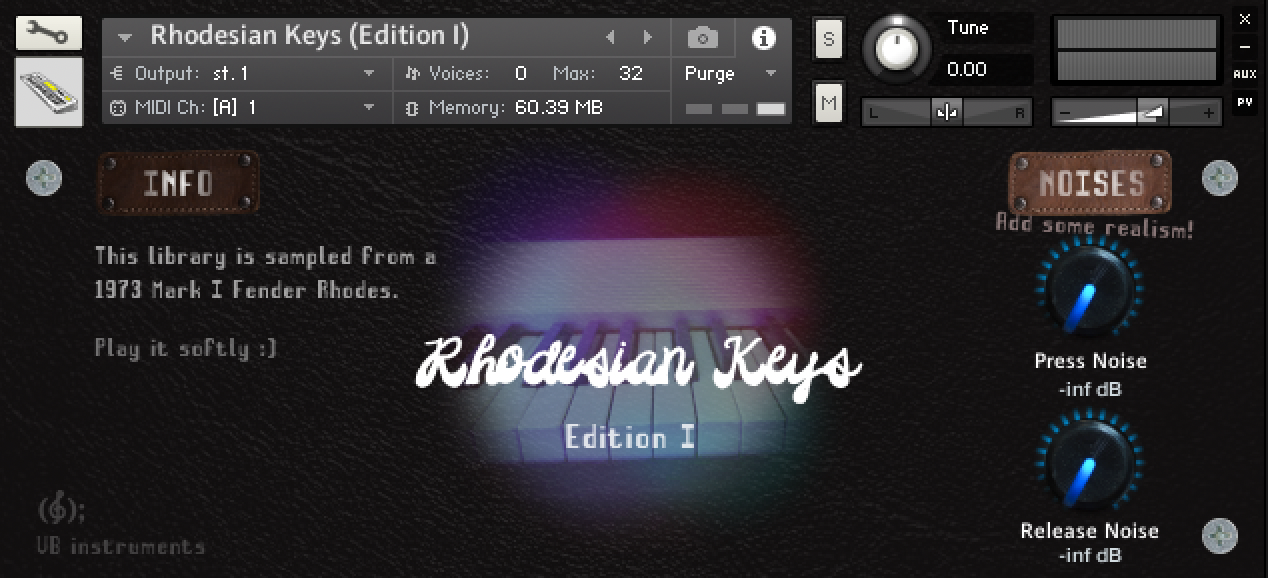 Rhodesian Keys (Edition I)
Output: st. 1
Voices: 0 Max: 32
Purge
MIDI Ch: [A] 1
Memory: 60.39 MB
S
M
Tune
0.00
L
R
-
+
X
-
AUX
PV
INFO
This library is sampled from a
1973 Mark I Fender Rhodes.
Play it softly :)
Rhodesian Keys
Edition I
NOISES
Add some realism!
Press Noise
-inf dB
Release Noise
-inf dB
VB instruments